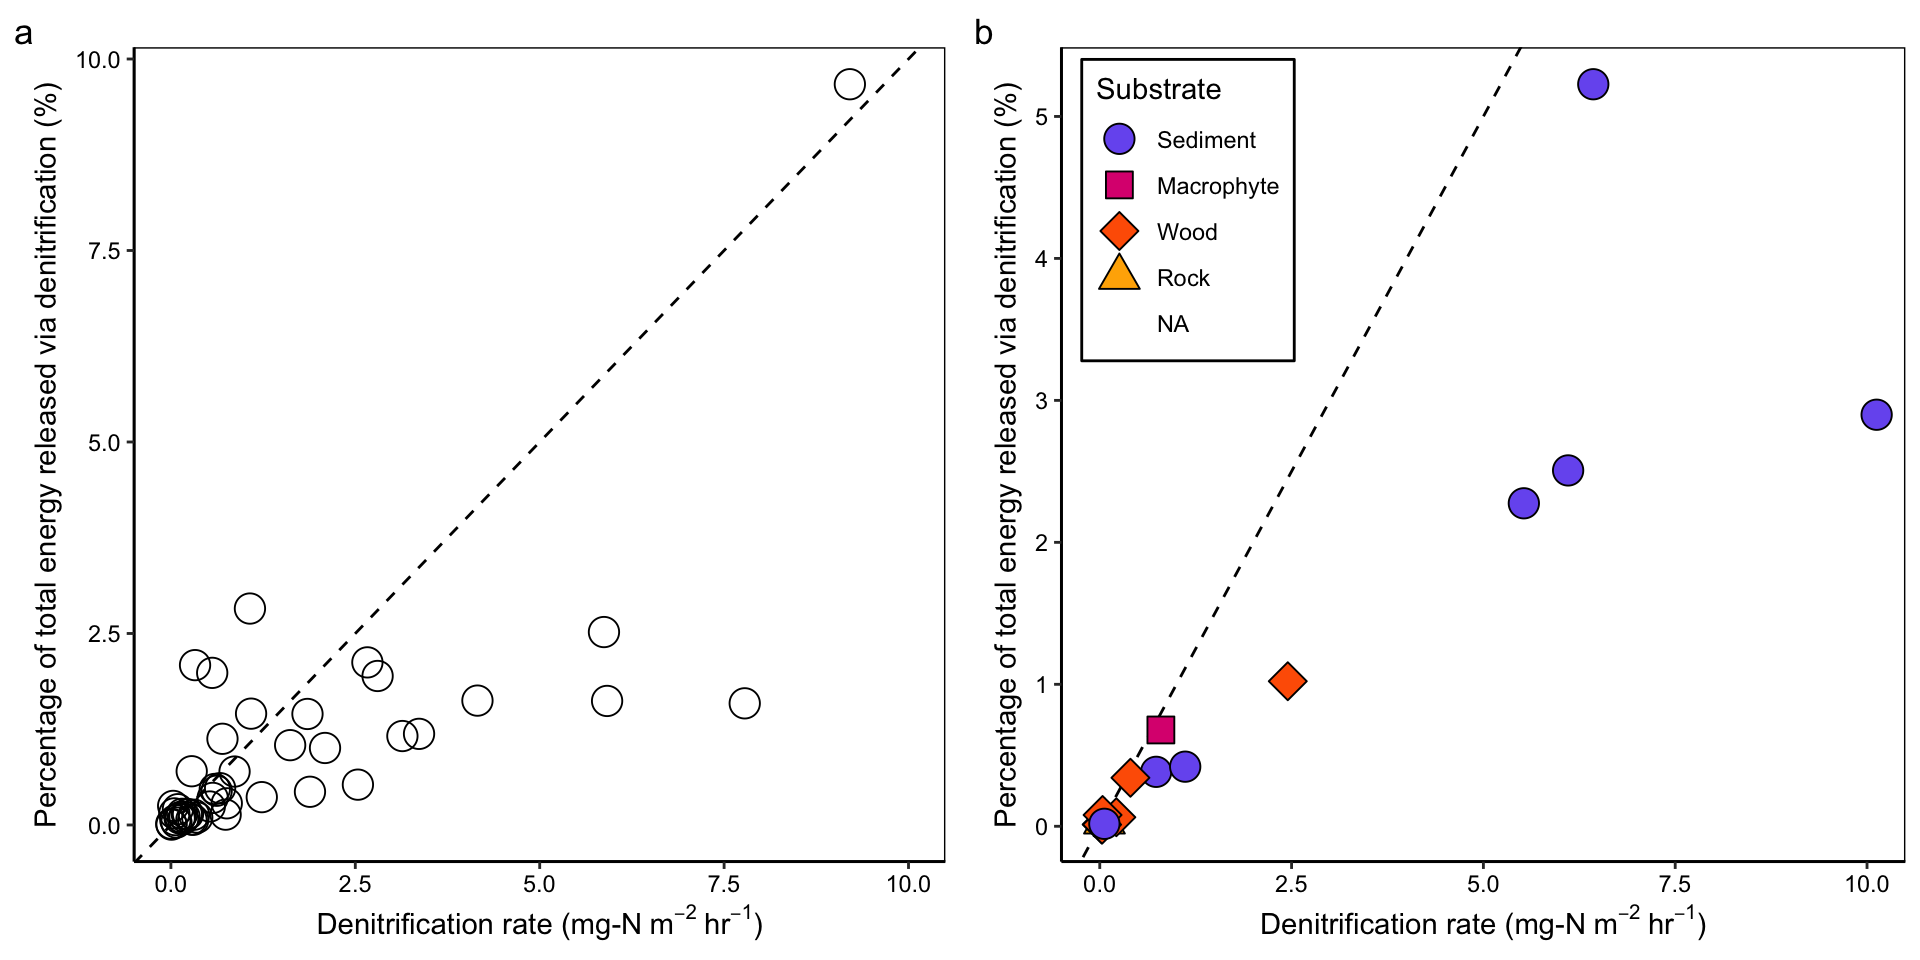 a
Percentage of total energy released via denitrification (%)
10.0
7.5
5.0
2.5
0.0
0.0 2.5 5.0 7.5 10.0
Denitrification rate (mg-N m⁻² hr⁻¹)
b
Percentage of total energy released via denitrification (%)
5
4
3
2
1
0
Substrate
Sediment
Macrophyte
Wood
Rock
NA
0.0 2.5 5.0 7.5 10.0
Denitrification rate (mg-N m⁻² hr⁻¹)